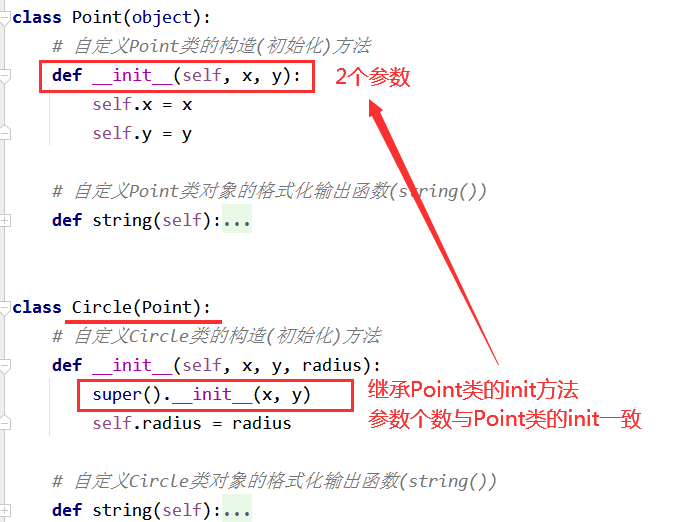 class Point(object):
# 自定义Point类的构造(初始化)方法
def __init__(self, x, y):
2个参数
self.x = x
self.y = y
# 自定义Point类对象的格式化输出函数(string())
def string(self):...
class Circle(Point):
# 自定义Circle类的构造(初始化)方法
def __init__(self, x, y, radius):
super().__init__(x, y)
继承Point类的init方法
参数个数与Point类的init一致
self.radius = radius
# 自定义Circle类对象的格式化输出函数(string())
def string(self):...